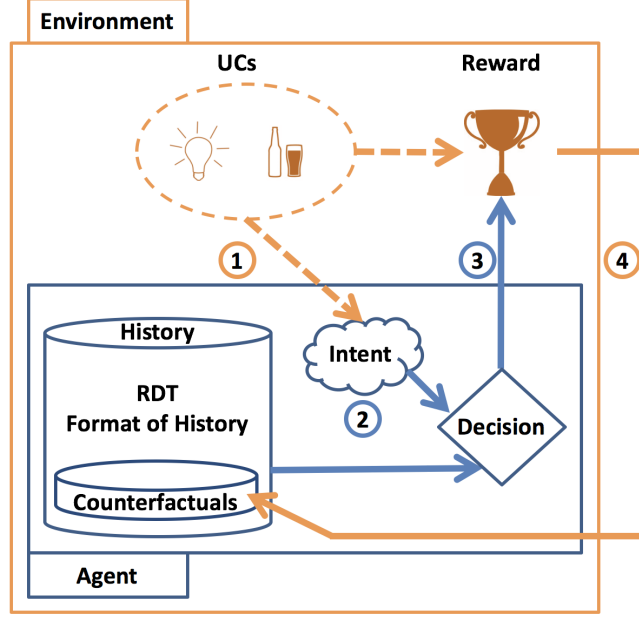 Environment
UCs
Reward
1
3
4
History
Intent
RDT
Format of History
2
Decision
Counterfactuals
Agent